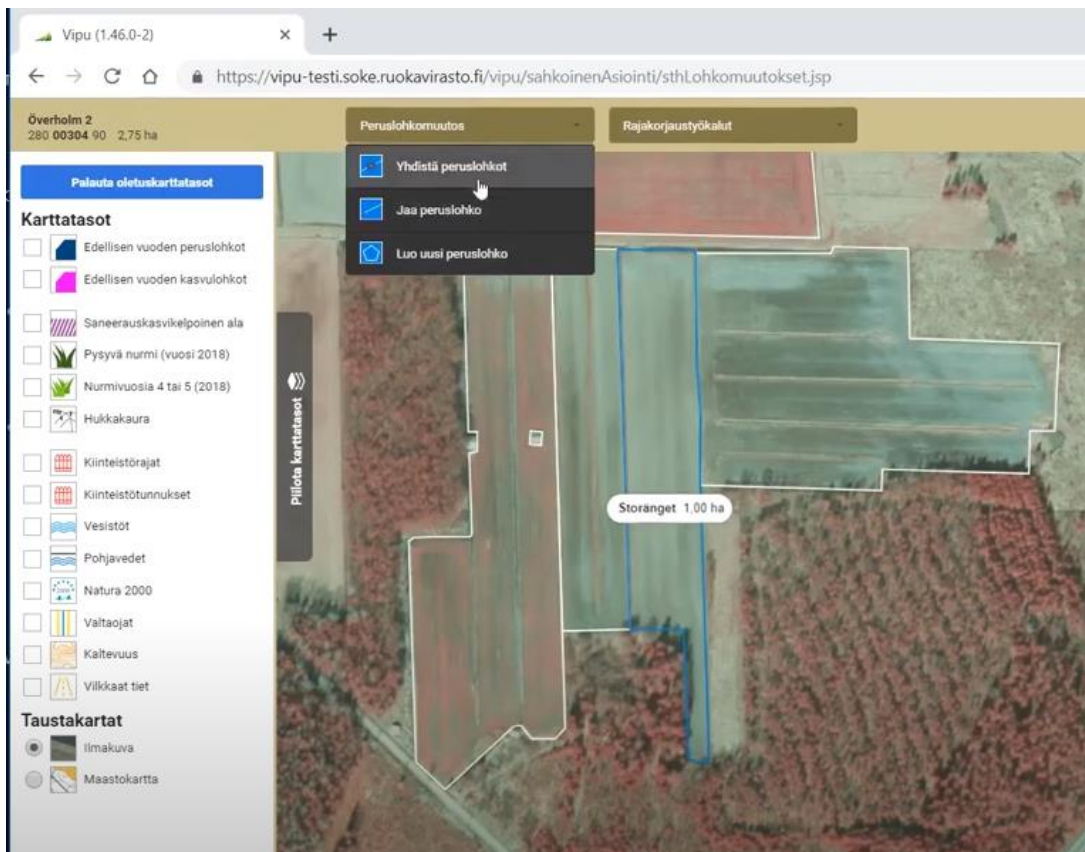 Vipu (1.46.0-2)
https://vipu-testi.soke.ruokavirasto.fi/vipu/sahkoinenAsiointi/sthLohkomuutokset.jsp
Överholm 2
280 00304 90 2,75 ha
Peruslohkomuutos
Rajakorjaustyökalut
Yhdistä peruslohkot
Jaa peruslohko
Luo uusi peruslohko
Palauta oletuskarttatasot
Karttatasot
Edellisen vuoden peruslohkot
Edellisen vuoden kasvulohkot
Saneerauskasvikelpoinen ala
Pysyvä nurmi (vuosi 2018)
Nurmivuosia 4 tai 5 (2018)
Hukkakaura
Kiinteistörajat
Kiinteistötunnukset
Vesistöt
Pohjavedet
Natura 2000
Valtaojat
Kaltevuus
Vilkkaat tiet
Taustakartat
Ilmakuva
Maastokartta
Piilota karttatasot
Storänget 1,00 ha